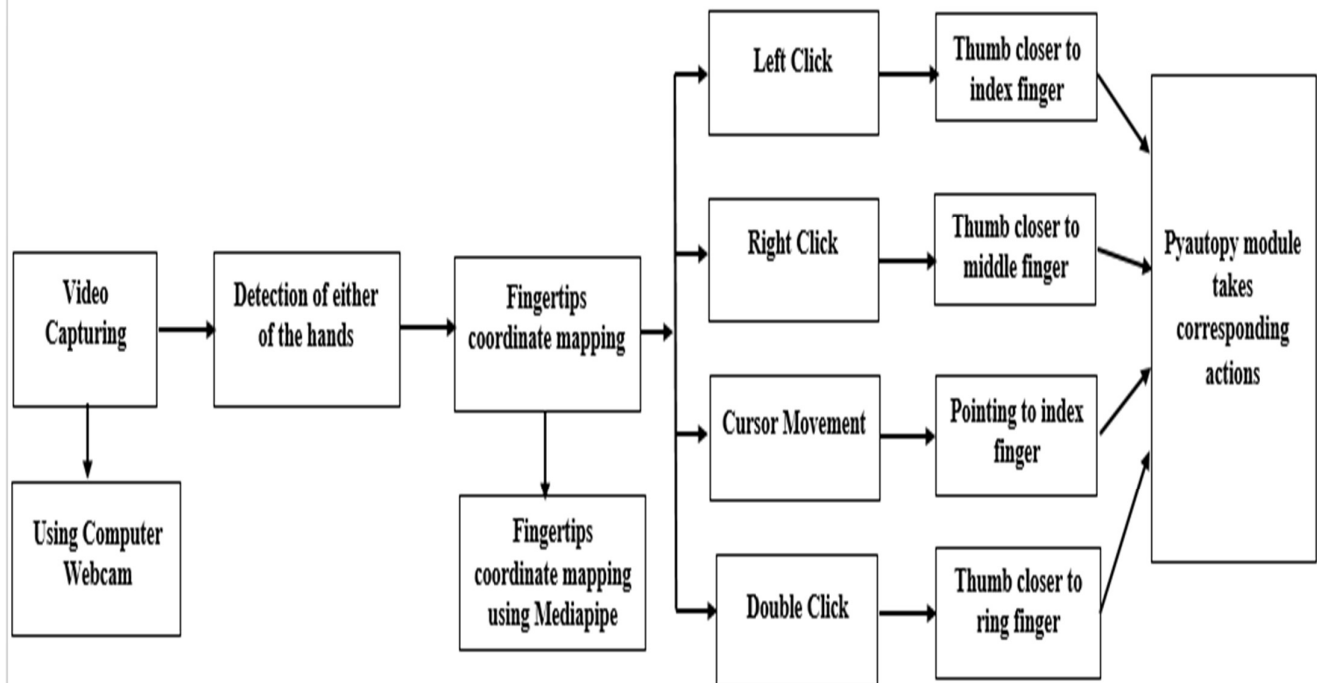 Video
Capturing
Using Computer
Webcam
Detection of either
of the hands
Fingertips
coordinate mapping
Fingertips
coordinate mapping
using Mediapipe
Left Click
Thumb closer to
index finger
Right Click
Thumb closer to
middle finger
Cursor Movement
Pointing to index
finger
Double Click
Thumb closer to
ring finger
Pyautopy module
takes
corresponding
actions